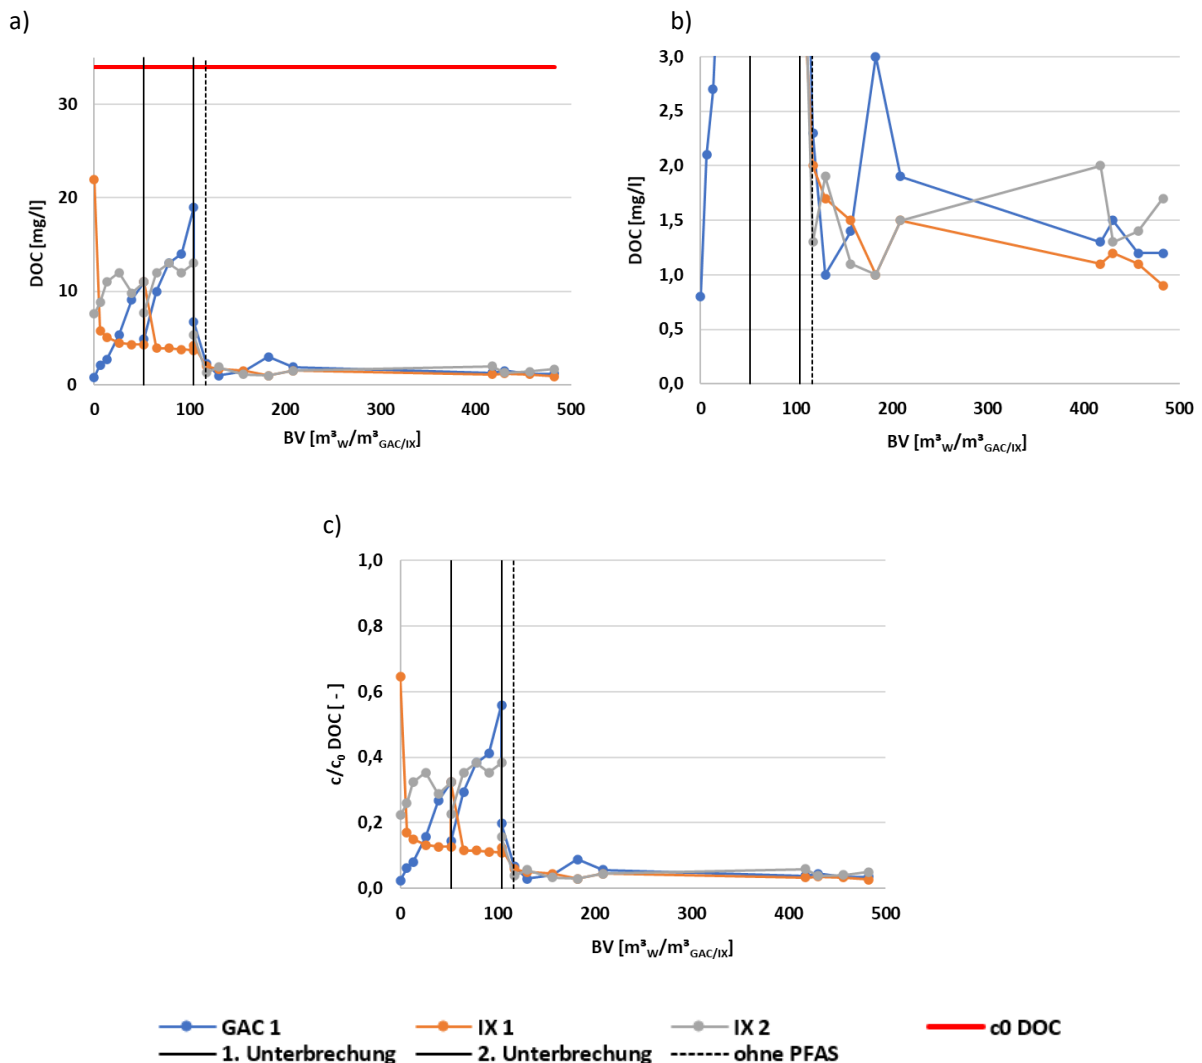 a)
DOC [mg/l]
30
20
10
0
0 100 200 300 400 500
BV [m³W/m³GAC/IX]
b)
DOC [mg/l]
3,0
2,5
2,0
1,5
1,0
0,5
0,0
0 100 200 300 400 500
BV [m³W/m³GAC/IX]
c)
c/c0 DOC [ - ]
1,0
0,8
0,6
0,4
0,2
0,0
0 100 200 300 400 500
BV [m³W/m³GAC/IX]
GAC 1 IX 1 IX 2 c0 DOC
1. Unterbrechung 2. Unterbrechung ohne PFAS